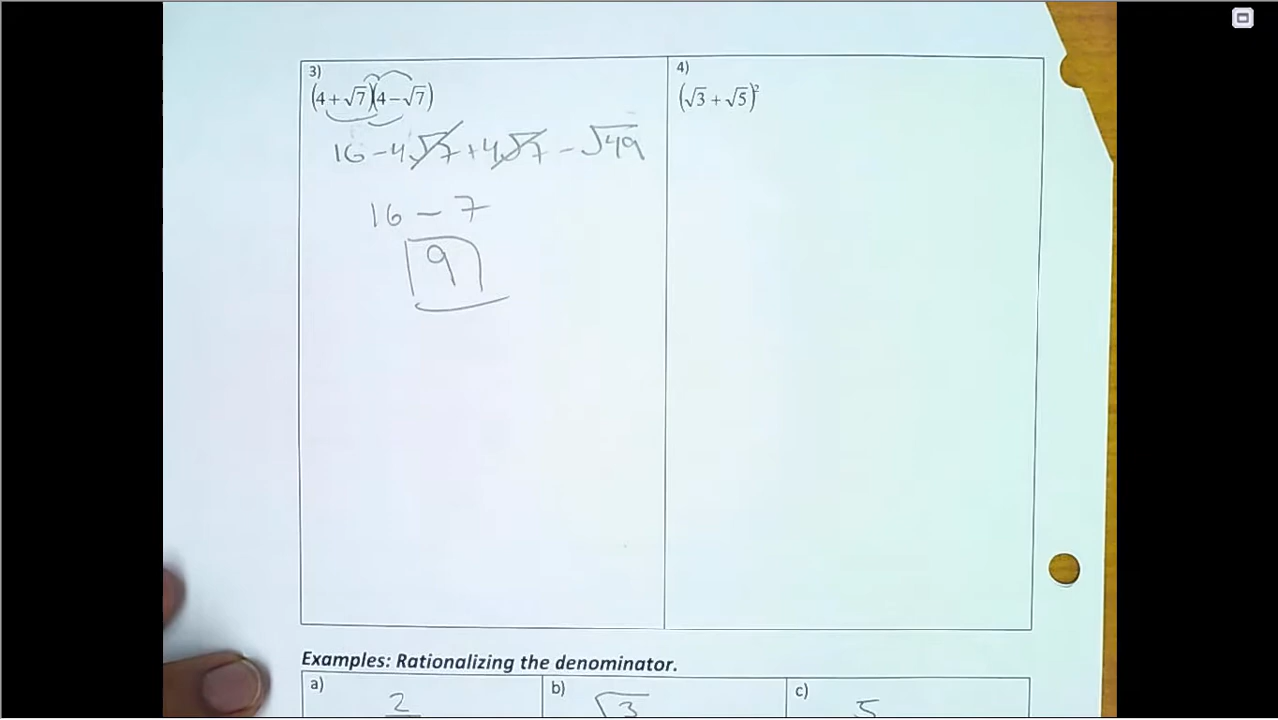 3)
(4+√7)(4−√7)
16 − 4√7 + 4√7 − √49
16 − 7
9
4)
(√3 + √5)²
Examples: Rationalizing the denominator.
a)
2
b)
√3
c)
5